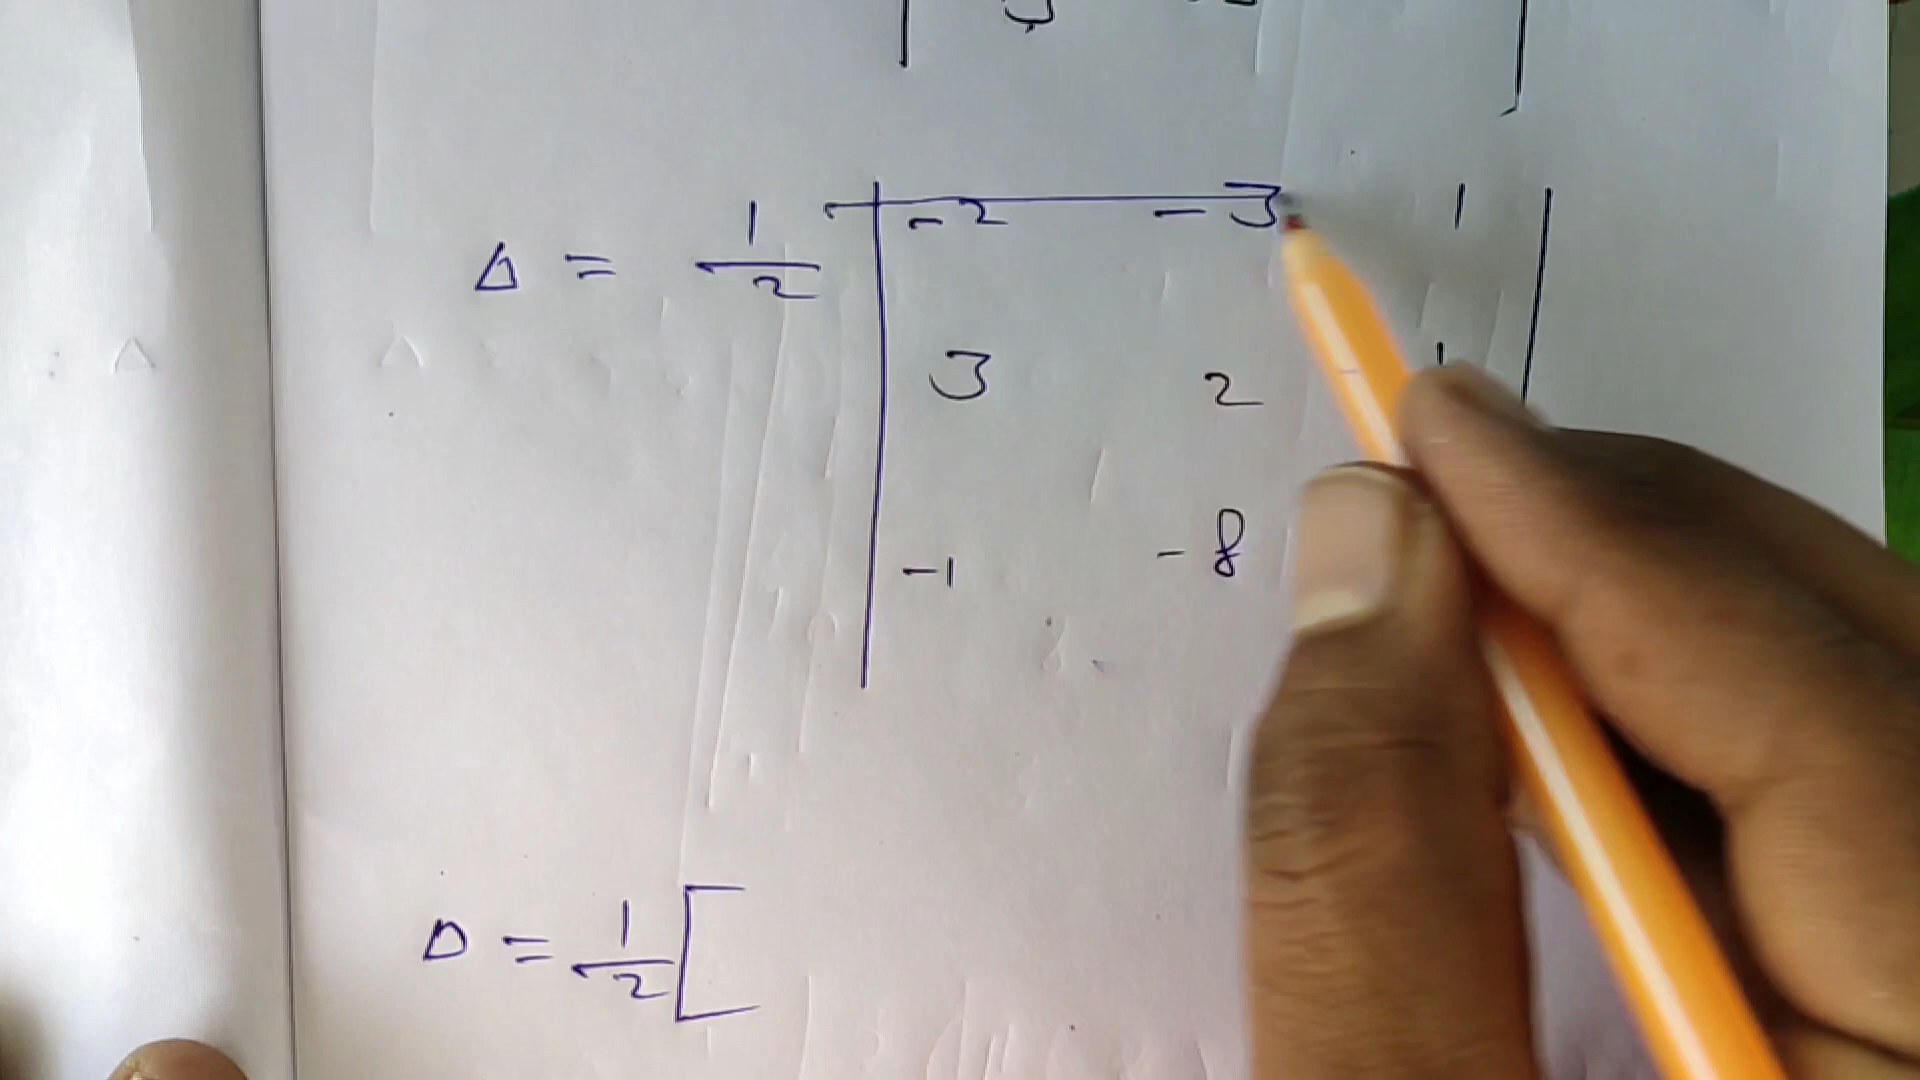 Δ = 1/2 | -2 -3 1 |
3 2 1
-1 -8
Δ = 1/2 [